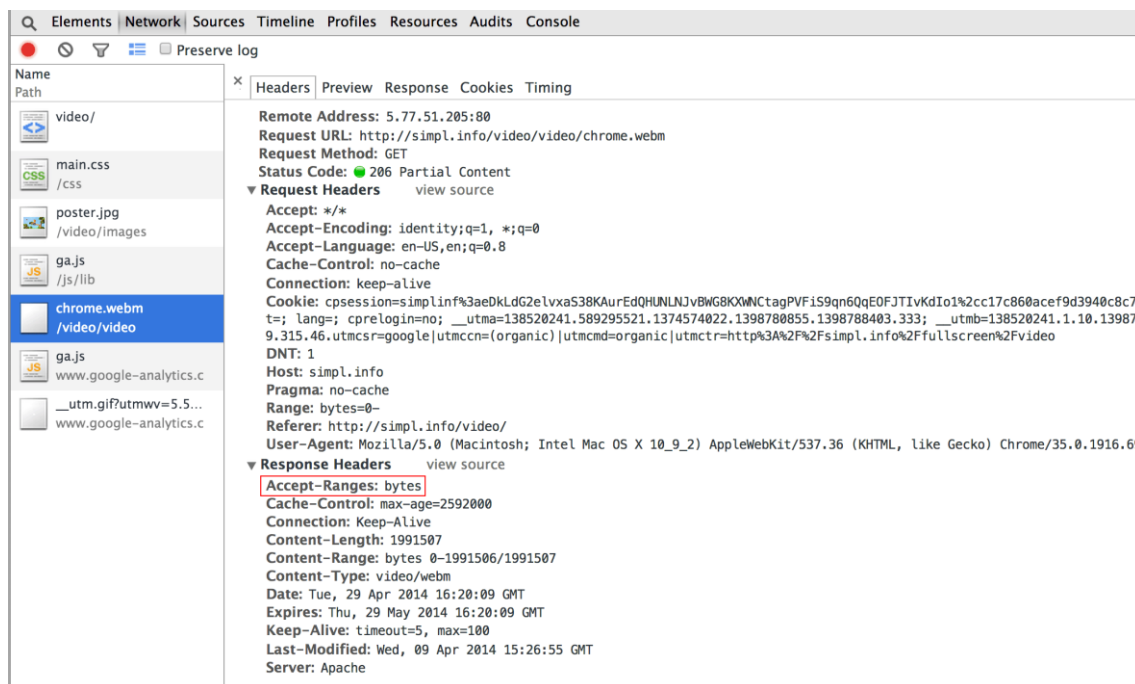 Elements Network Sources Timeline Profiles Resources Audits Console
Preserve log
Name
Path
video/
main.css
/css
poster.jpg
/video/images
ga.js
/js/lib
chrome.webm
/video/video
ga.js
www.google-analytics.c
__utm.gif?utmwv=5.5...
www.google-analytics.c
× Headers Preview Response Cookies Timing
Remote Address: 5.77.51.205:80
Request URL: http://simpl.info/video/video/chrome.webm
Request Method: GET
Status Code: 206 Partial Content
Request Headers view source
Accept: */*
Accept-Encoding: identity;q=1, *;q=0
Accept-Language: en-US,en;q=0.8
Cache-Control: no-cache
Connection: keep-alive
Cookie: cpsession=simplinf%3aeDkLdG2elvxaS38KAurEdQHUNLNJvBWG8KXWNCtagPVFiS9qn6QqEOFJTIvKdIo1%2cc17c860acef9d3940c8c7
t=; lang=; cprelogin=no; __utma=138520241.589295521.1374574022.1398780855.1398788403.333; __utmb=138520241.1.10.13987
9.315.46.utmcsr=google|utmccn=(organic)|utmcmd=organic|utmctr=http%3A%2F%2Fsimpl.info%2Ffullscreen%2Fvideo
DNT: 1
Host: simpl.info
Pragma: no-cache
Range: bytes=0-
Referer: http://simpl.info/video/
User-Agent: Mozilla/5.0 (Macintosh; Intel Mac OS X 10_9_2) AppleWebKit/537.36 (KHTML, like Gecko) Chrome/35.0.1916.6
Response Headers view source
Accept-Ranges: bytes
Cache-Control: max-age=2592000
Connection: Keep-Alive
Content-Length: 1991507
Content-Range: bytes 0-1991506/1991507
Content-Type: video/webm
Date: Tue, 29 Apr 2014 16:20:09 GMT
Expires: Thu, 29 May 2014 16:20:09 GMT
Keep-Alive: timeout=5, max=100
Last-Modified: Wed, 09 Apr 2014 15:26:55 GMT
Server: Apache